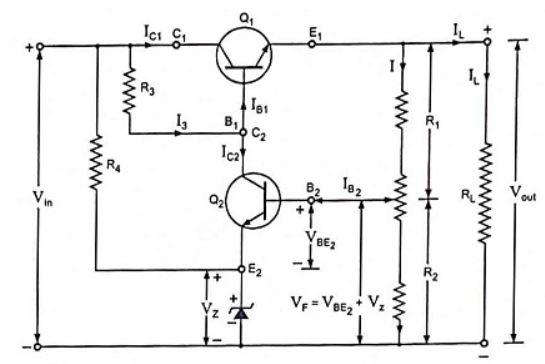 Q₁
+ I_C1 C₁ E₁ I_L +
R₃ I_B1 I R₁ I_L
B₁
I₃ C₂
R₄ I_C2
V_in Q₂ B₂ I_B₂ R_L V_out
+
V_BE₂
−
+ E₂ R₂
V_Z + V_F = V_BE₂ + V_z
− −
− −